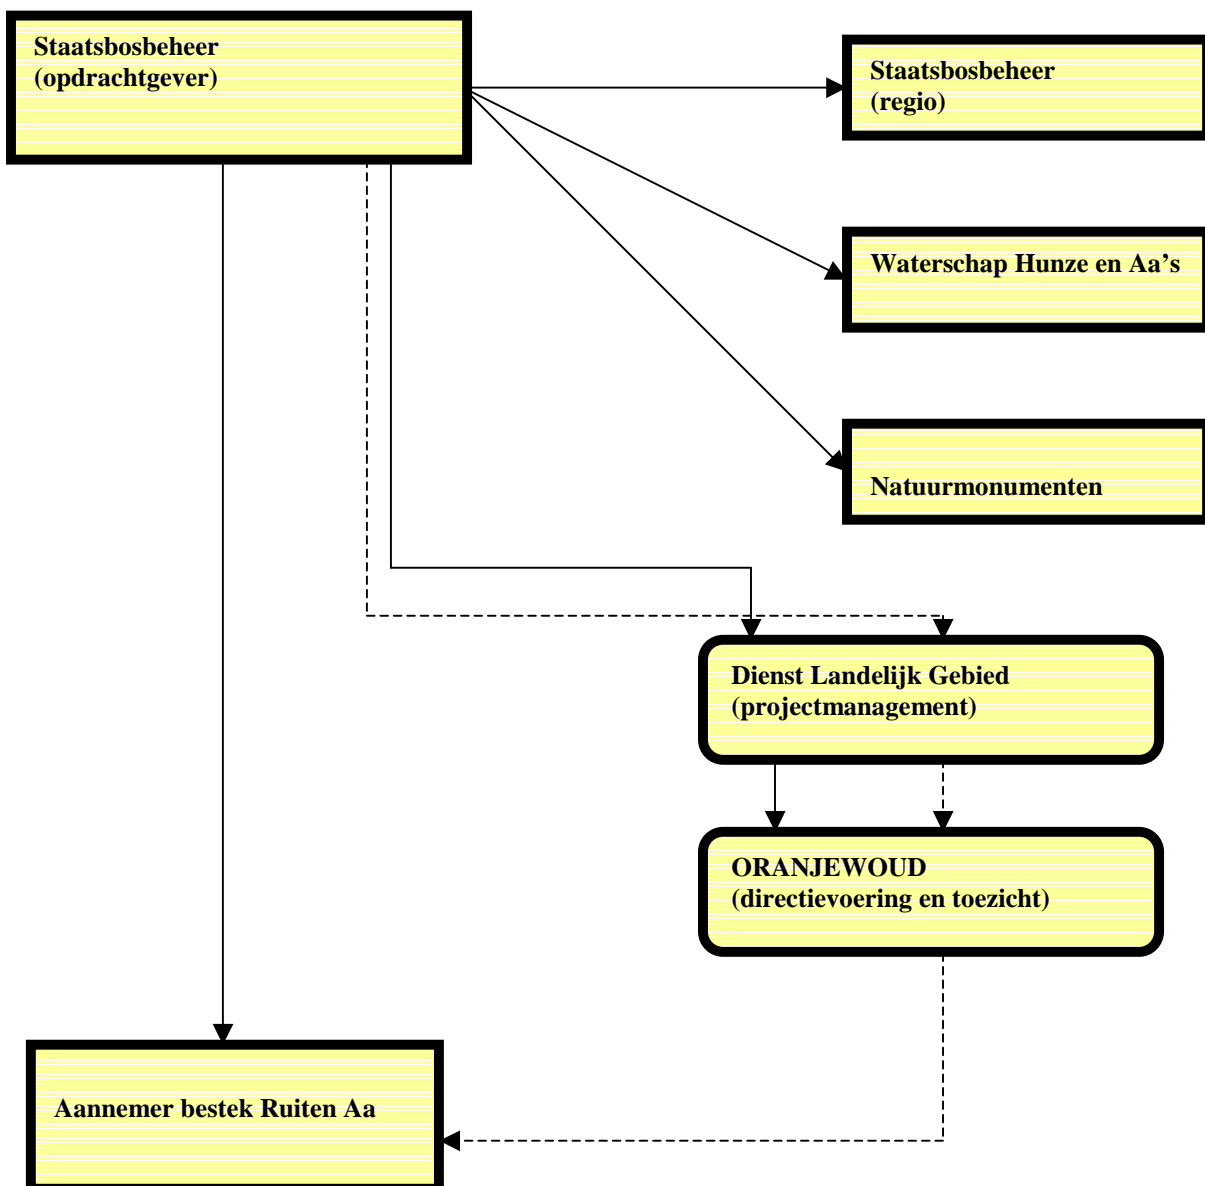 Staatsbosbeheer
(opdrachtgever)
Staatsbosbeheer
(regio)
Waterschap Hunze en Aa’s
Natuurmonumenten
Dienst Landelijk Gebied
(projectmanagement)
ORANJEWOUD
(directievoering en toezicht)
Aannemer bestek Ruiten Aa